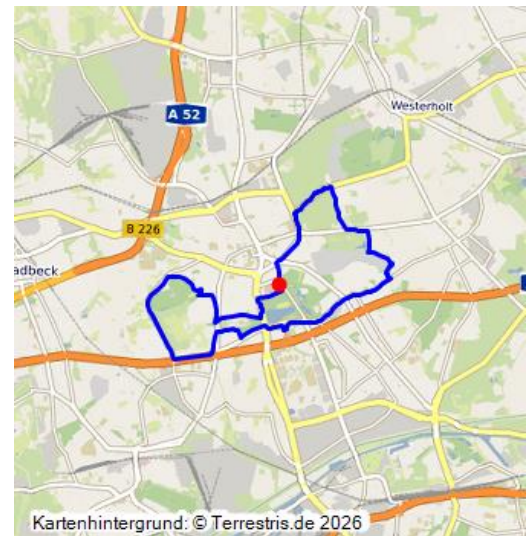 Westerholt
A 52
B 226
adbeck
Kartenhintergrund: © Terrestris.de 2026